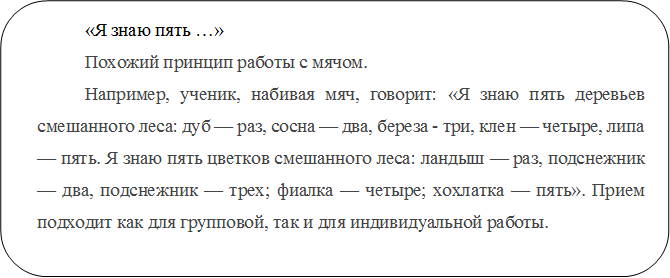 «Я знаю пять …»
Похожий принцип работы с мячом.
Например, ученик, набивая мяч, говорит: «Я знаю пять деревьев
смешанного леса: дуб — раз, сосна — два, береза - три, клен — четыре, липа
— пять. Я знаю пять цветков смешанного леса: ландыш — раз, подснежник
— два, подснежник — трех; фиалка — четыре; хохлатка — пять». Прием
подходит как для групповой, так и для индивидуальной работы.